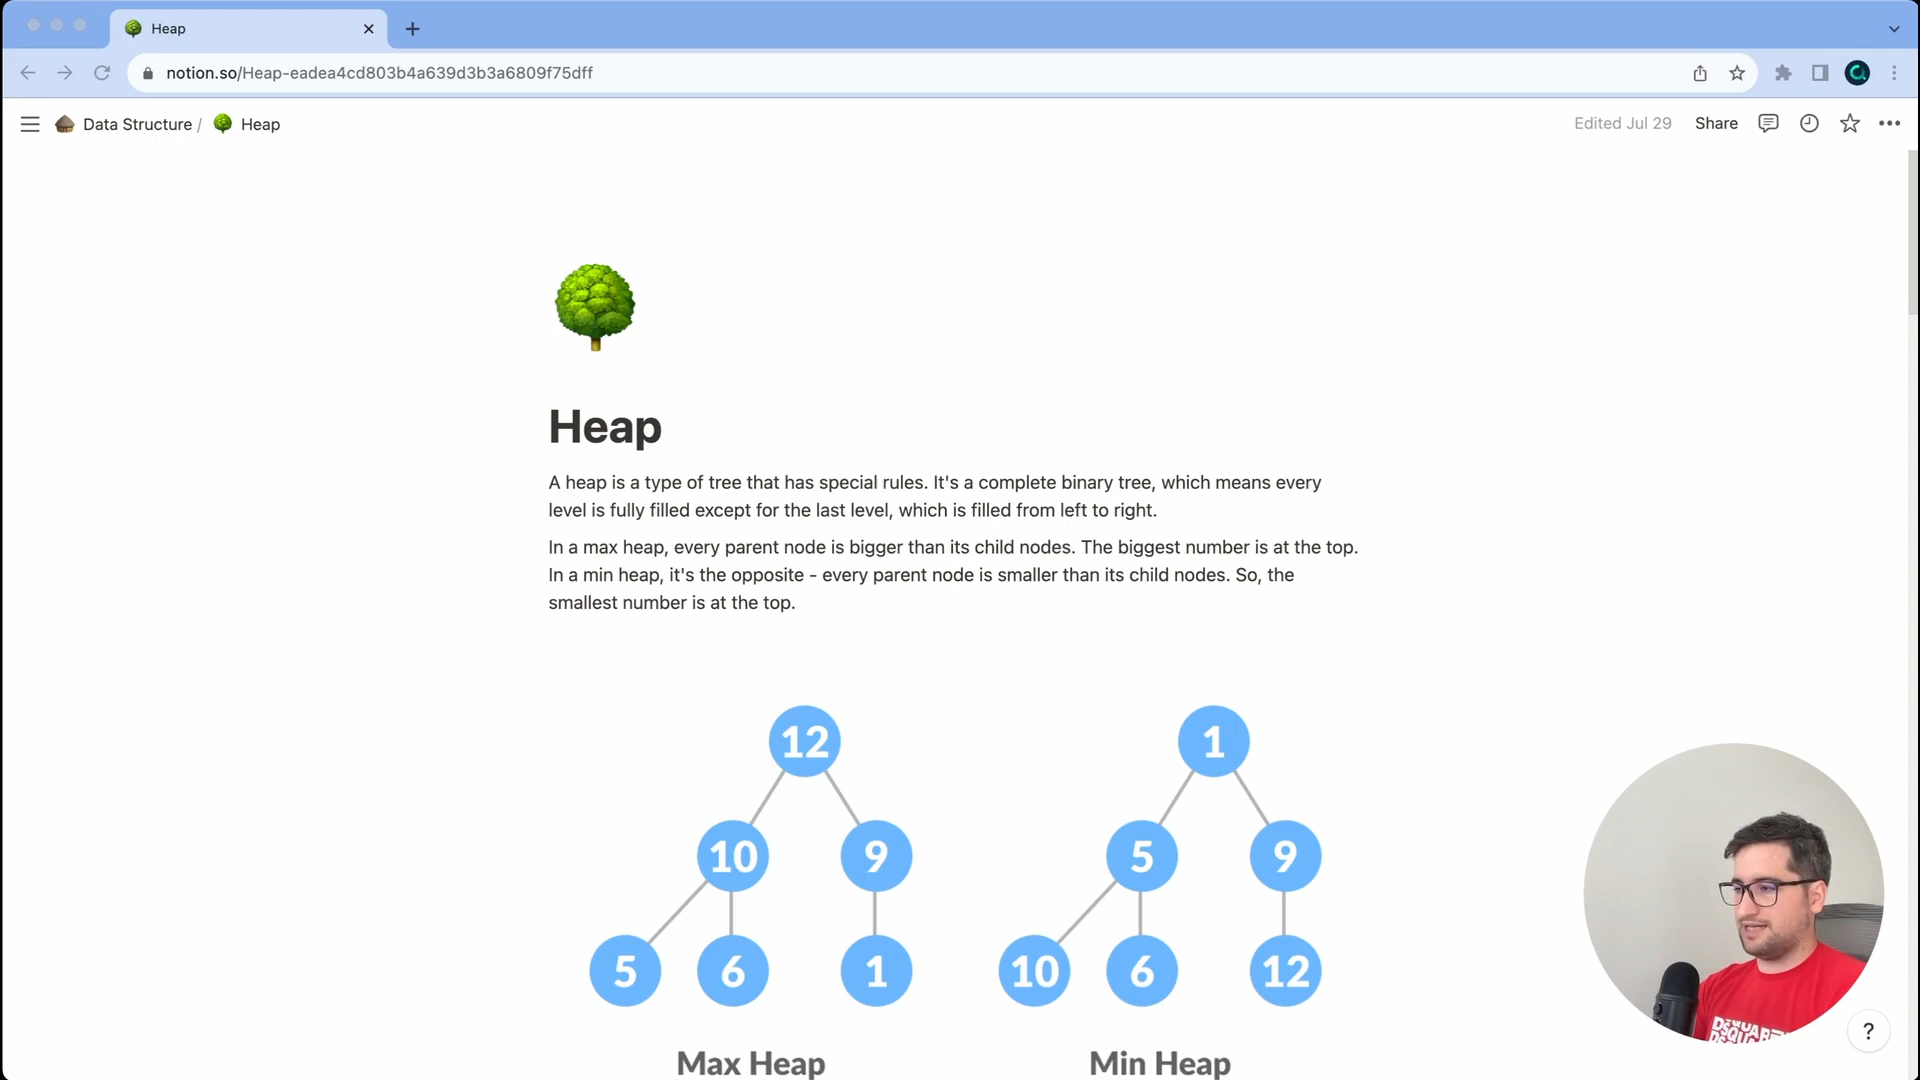 Heap
notion.so/Heap-eadea4cd803b4a639d3b3a6809f75dff
Data Structure / Heap
Edited Jul 29 Share
Heap
A heap is a type of tree that has special rules. It's a complete binary tree, which means every
level is fully filled except for the last level, which is filled from left to right.
In a max heap, every parent node is bigger than its child nodes. The biggest number is at the top.
In a min heap, it's the opposite - every parent node is smaller than its child nodes. So, the
smallest number is at the top.
12
10 9
5 6 1
Max Heap
1
5 9
10 6 12
Min Heap
?